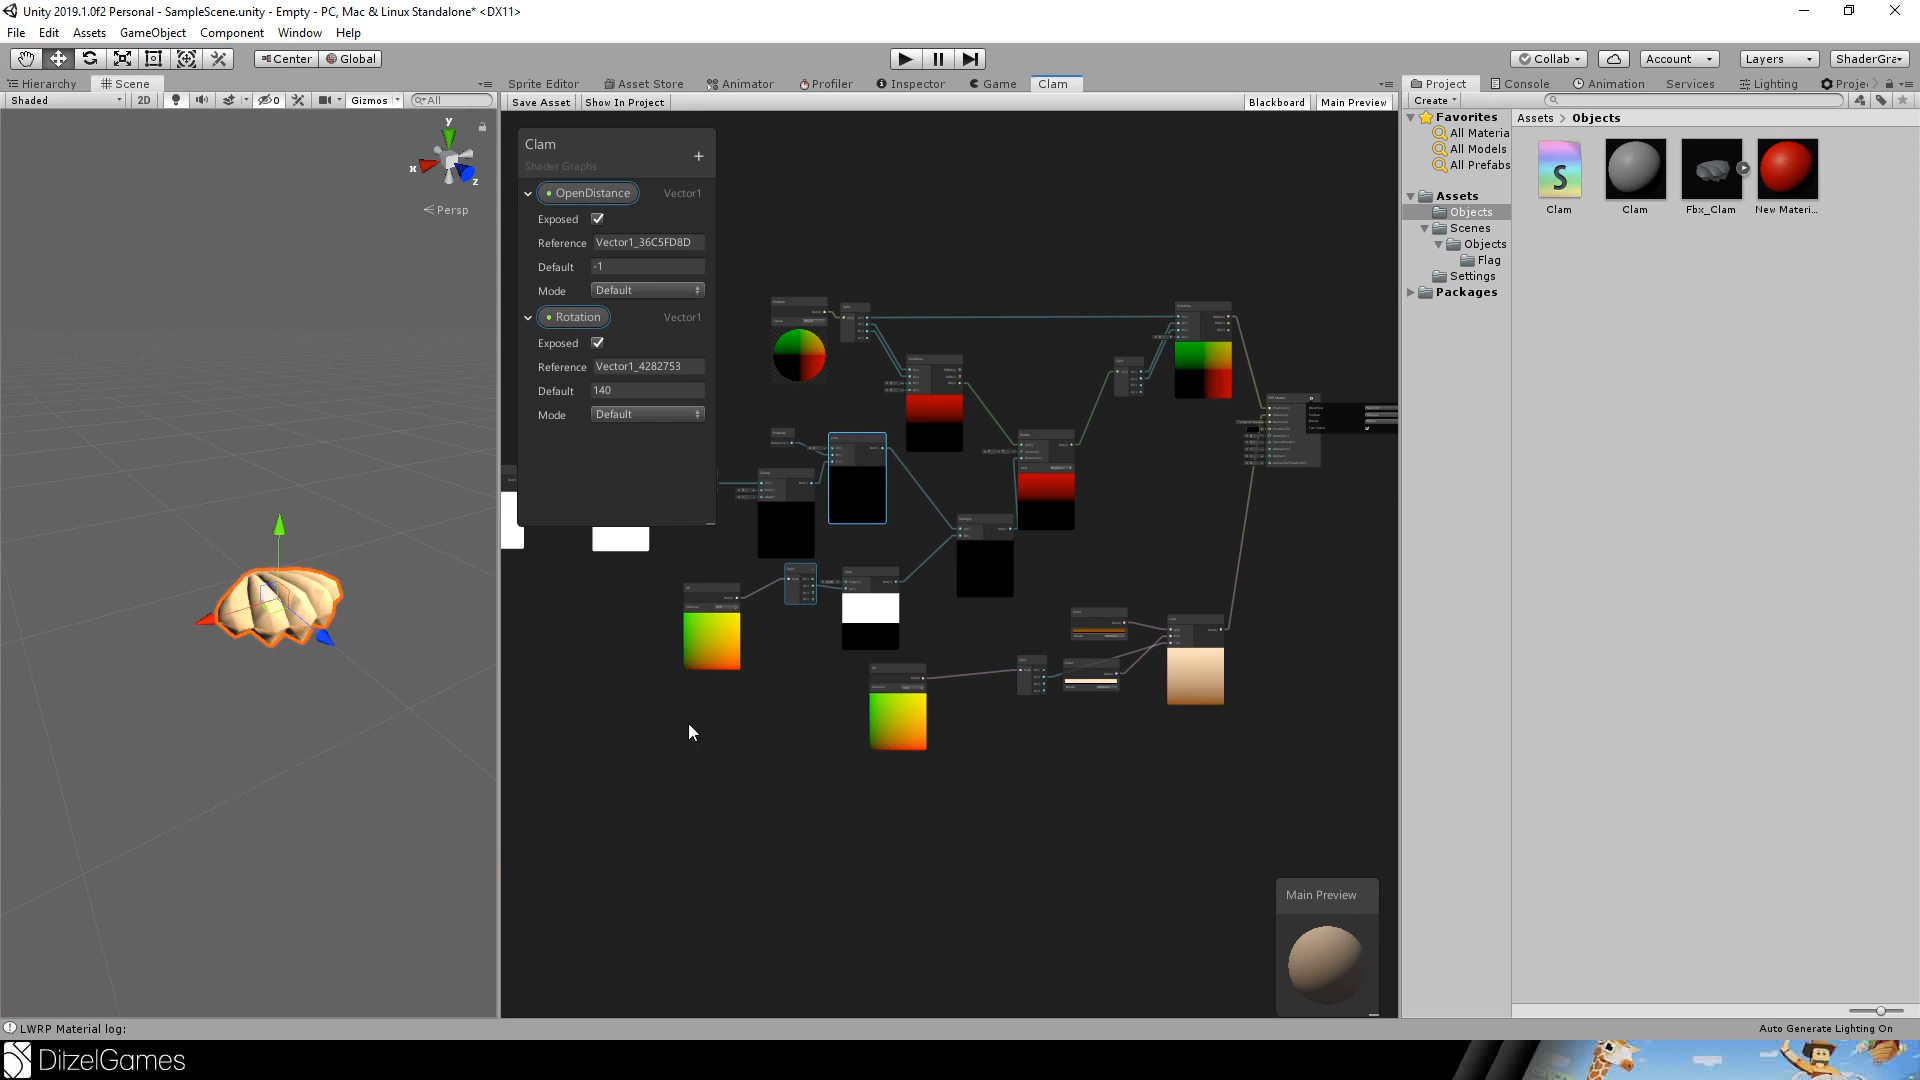 Unity 2019.1.0f2 Personal - SampleScene.unity - Empty - PC, Mac & Linux Standalone* <DX11>
File Edit Assets GameObject Component Window Help
Center Global Collab Account Layers ShaderGra
Hierarchy Scene Sprite Editor Asset Store Animator Profiler Inspector Game Clam Project Console Animation Services Lighting Proje
Shaded 2D 0 Gizmos All Save Asset Show In Project Blackboard Main Preview Create
Assets > Objects
Favorites
All Materia
All Models
All Prefabs
Assets
Objects
Scenes
Objects
Flag
Settings
Packages
S
Clam Clam Fbx_Clam New Materi...
y
x
z
< Persp
Clam
Shader Graphs
+
OpenDistance Vector1
Exposed
Reference Vector1_36C5FD8D
Default -1
Mode Default
Rotation Vector1
Exposed
Reference Vector1_4282753
Default 140
Mode Default
Main Preview
LWRP Material log:
Auto Generate Lighting On
DitzelGames